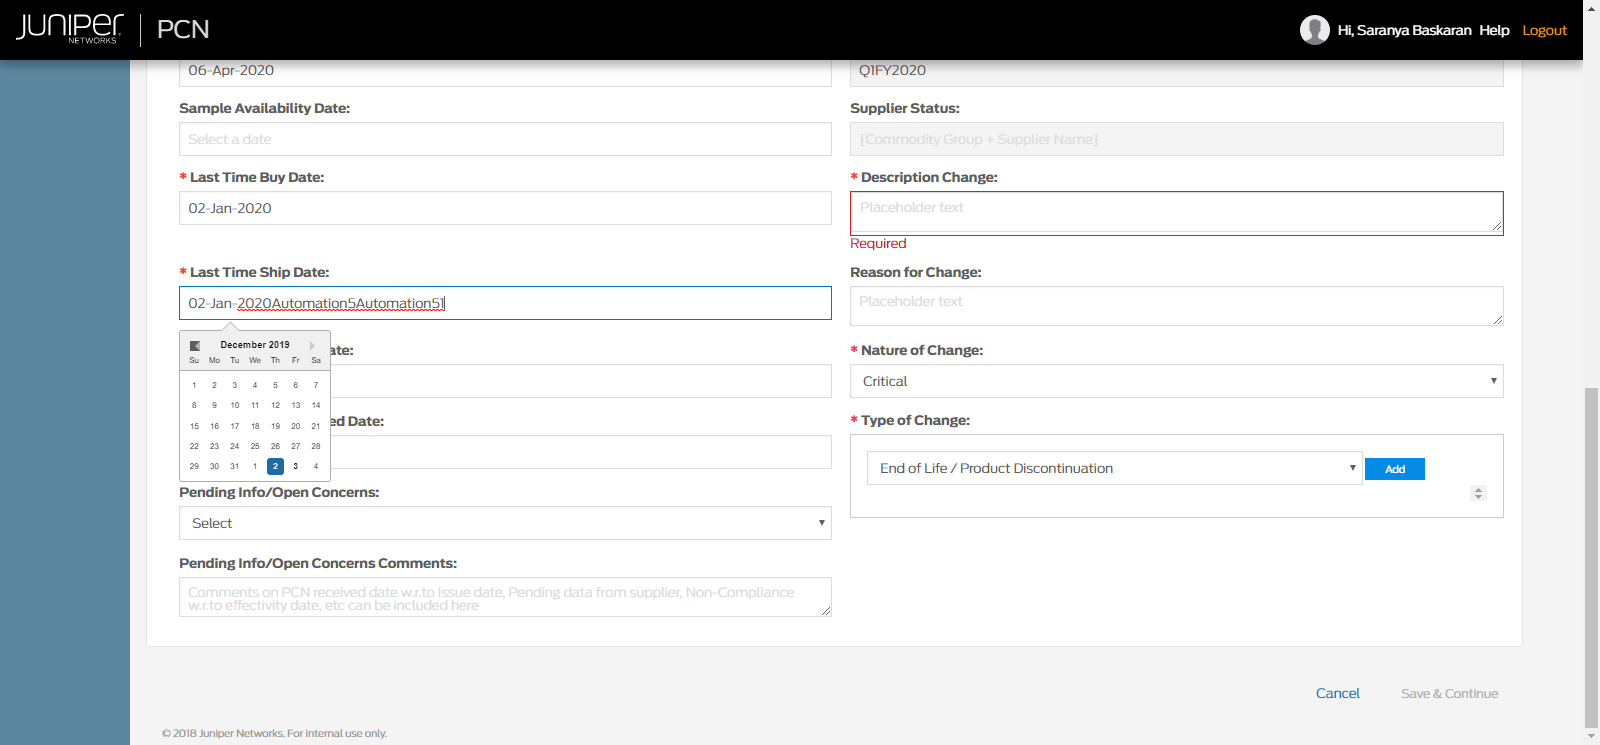 JUNIPER
NETWORKS
PCN
Hi, Saranya Baskaran Help Logout
06-Apr-2020
Q1FY2020
Sample Availability Date:
Supplier Status:
Select a date
[Commodity Group + Supplier Name]
* Last Time Buy Date:
* Description Change:
02-Jan-2020
Placeholder text
Required
* Last Time Ship Date:
Reason for Change:
02-Jan-2020Automation5Automation51
Placeholder text
December 2019
Su Mo Tu We Th Fr Sa
1 2 3 4 5 6 7
8 9 10 11 12 13 14
15 16 17 18 19 20 21
22 23 24 25 26 27 28
29 30 31 1 2 3 4
ate:
* Nature of Change:
Critical
ed Date:
* Type of Change:
End of Life / Product Discontinuation
Add
Pending Info/Open Concerns:
Select
Pending Info/Open Concerns Comments:
Comments on PCN received date w.r.to Issue date, Pending data from supplier, Non-Compliance
w.r.to effectivity date, etc can be included here
Cancel
Save & Continue
© 2018 Juniper Networks. For internal use only.